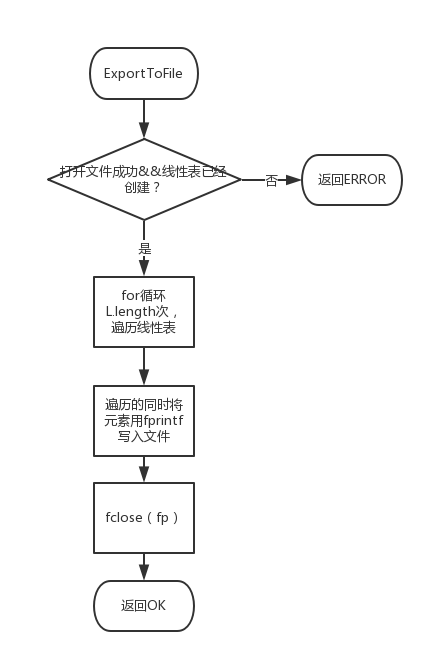 ExportToFile
打开文件成功&&线性表已经
创建？
否
返回ERROR
是
for循环
L.length次，
遍历线性表
遍历的同时将
元素用fprintf
写入文件
fclose（fp）
返回OK